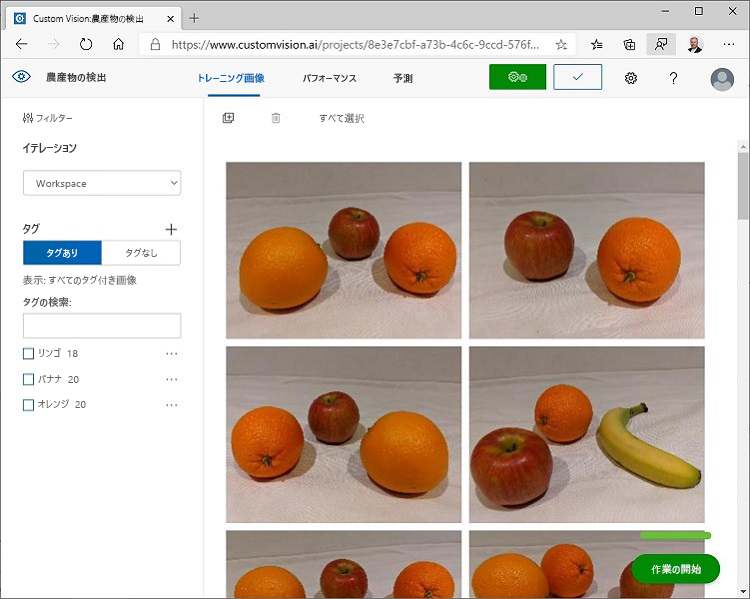 Custom Vision:農産物の検出
https://www.customvision.ai/projects/8e3e7cbf-a73b-4c6c-9ccd-576f...
農産物の検出
トレーニング画像
パフォーマンス
予測
フィルター
すべて選択
イテレーション
Workspace
タグ
タグあり
タグなし
表示: すべてのタグ付き画像
タグの検索:
リンゴ 18
バナナ 20
オレンジ 20
作業の開始